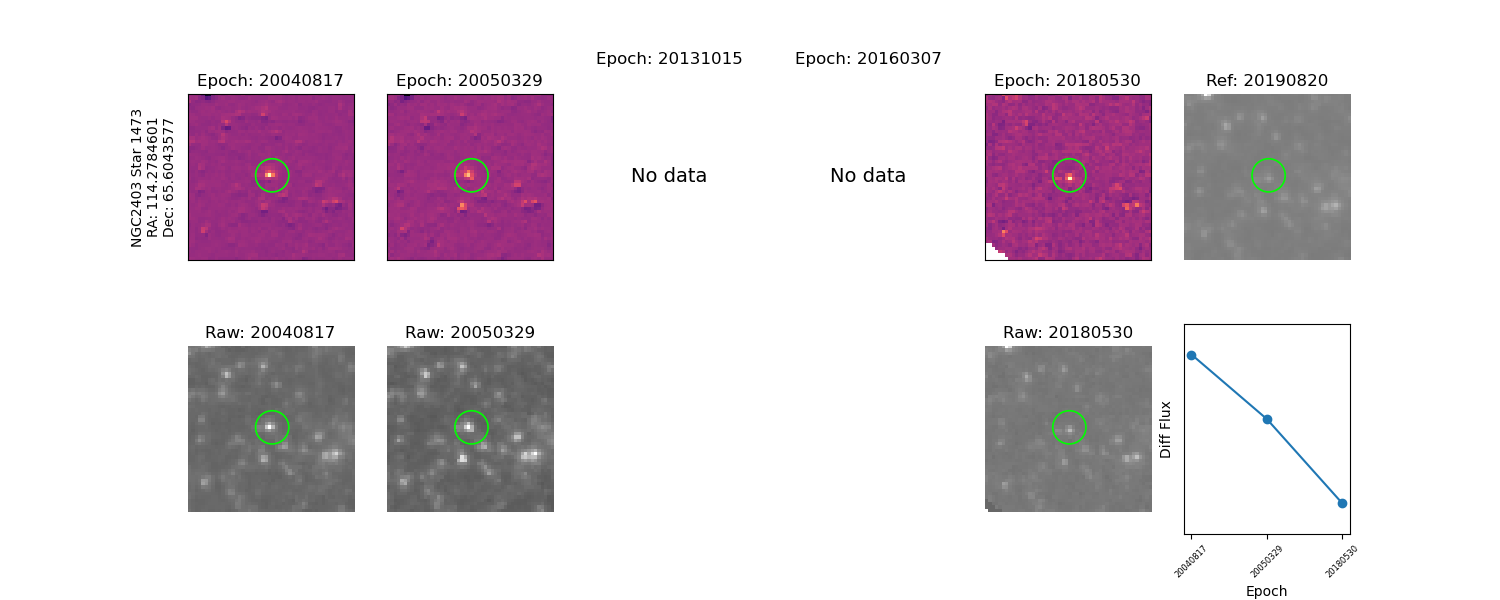 Epoch: 20040817
Epoch: 20050329
Epoch: 20131015
Epoch: 20160307
Epoch: 20180530
Ref: 20190820
NGC2403 Star 1473
RA: 114.2784601
Dec: 65.6043577
No data
No data
Raw: 20040817
Raw: 20050329
Raw: 20180530
Diff Flux
20040817
20050329
20180530
Epoch